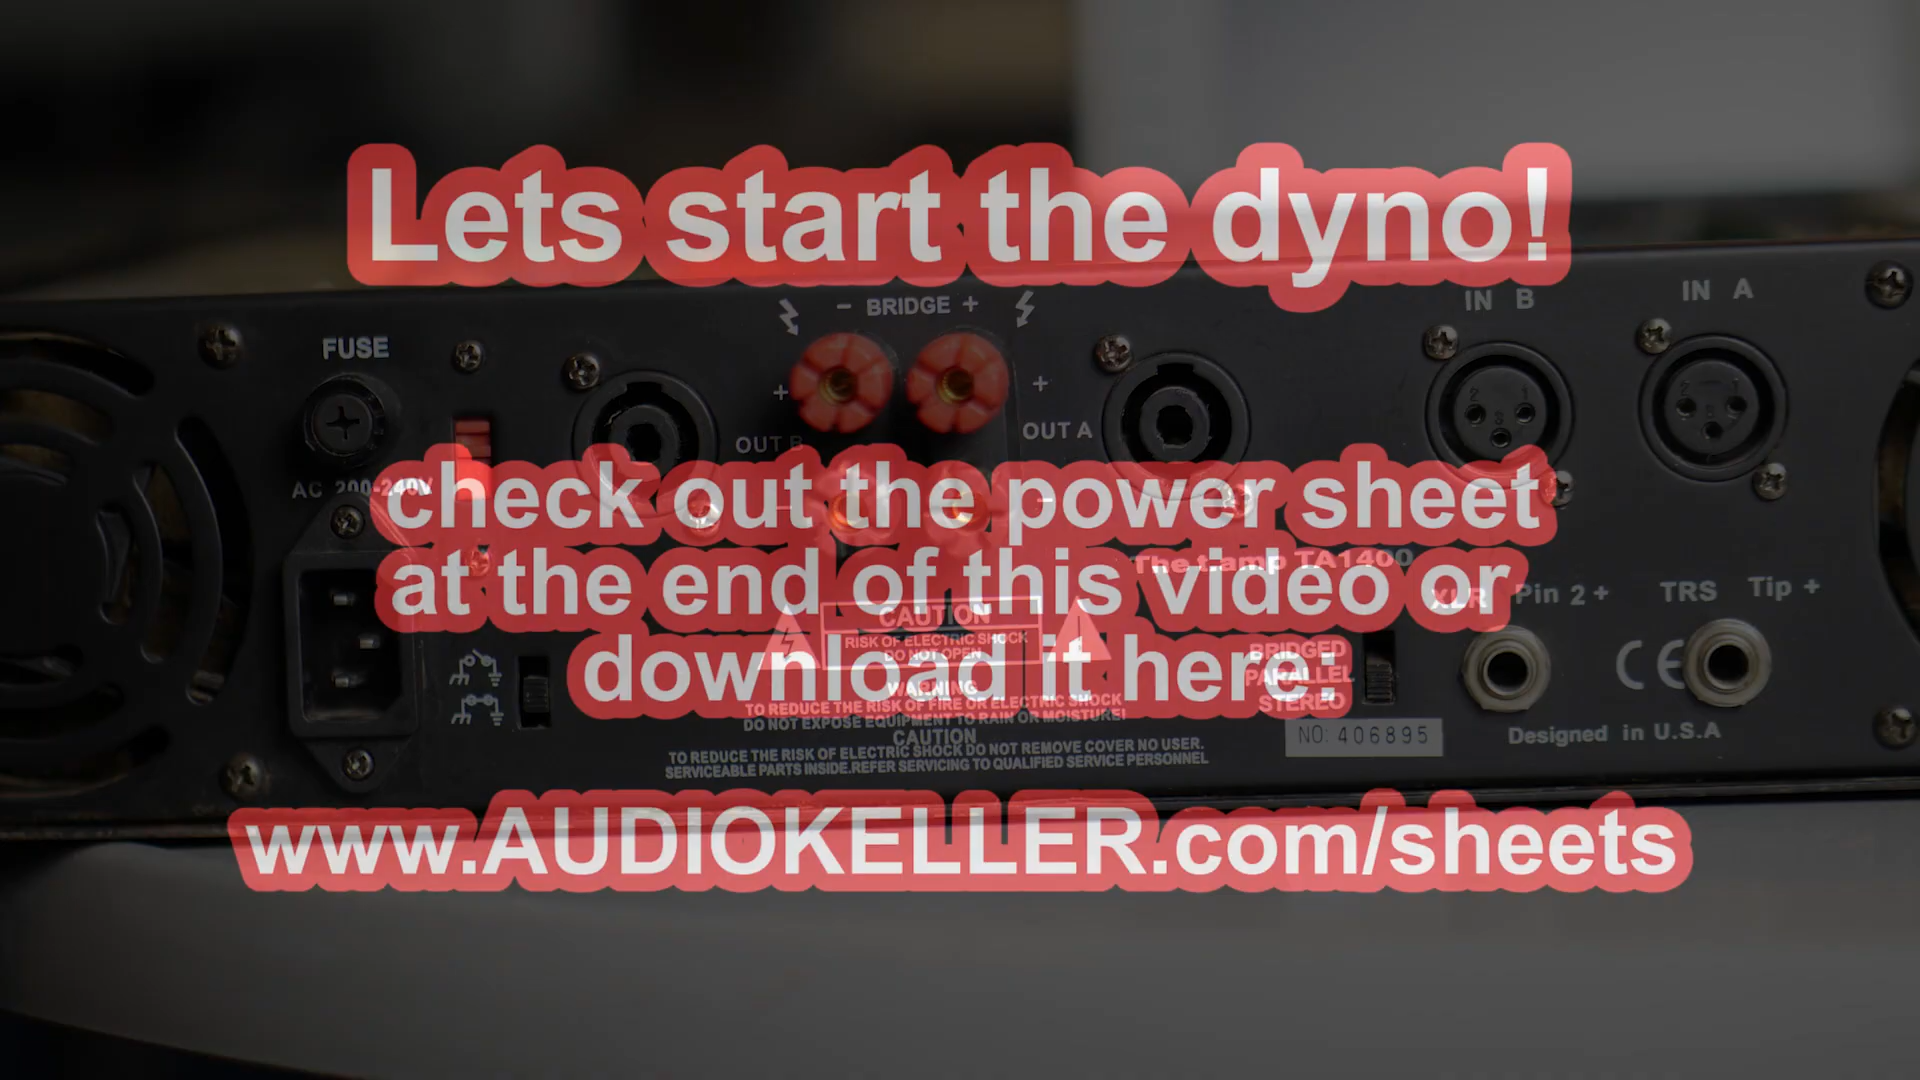 Lets start the dyno!
- BRIDGE +
IN B
IN A
FUSE
+
+
OUT B
OUT A
AC 200-240V
check out the power sheet
-
-
The t.amp TA1400
at the end of this video or
XLR Pin 2 +
TRS Tip +
CAUTION
RISK OF ELECTRIC SHOCK
DO NOT OPEN
download it here:
BRIDGED
PARALLEL
STEREO
CE
WARNING
TO REDUCE THE RISK OF FIRE OR ELECTRIC SHOCK
DO NOT EXPOSE EQUIPMENT TO RAIN OR MOISTURE!
CAUTION
NO: 406895
Designed in U.S.A
TO REDUCE THE RISK OF ELECTRIC SHOCK DO NOT REMOVE COVER NO USER.
SERVICEABLE PARTS INSIDE.REFER SERVICING TO QUALIFIED SERVICE PERSONNEL
www.AUDIOKELLER.com/sheets